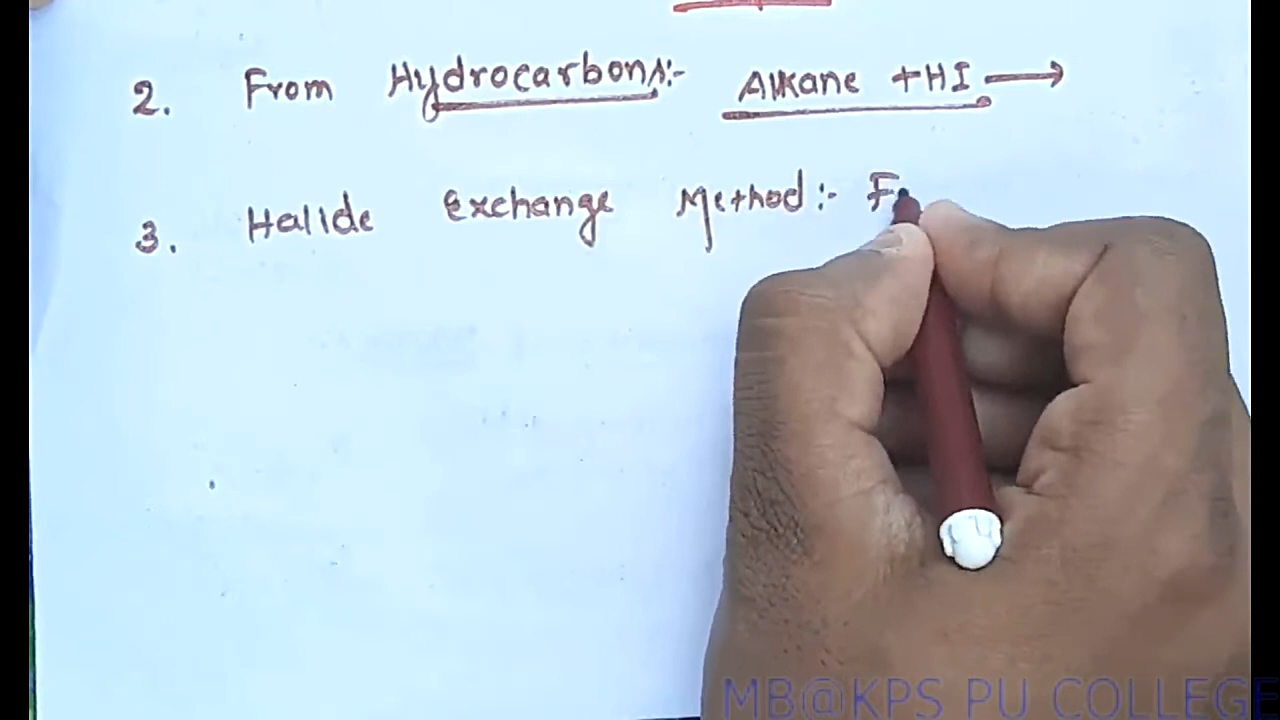 2. From Hydrocarbons:- Alkane + HI →
3. Halide Exchange Method:- F
MB@KPS PU COLLEGE